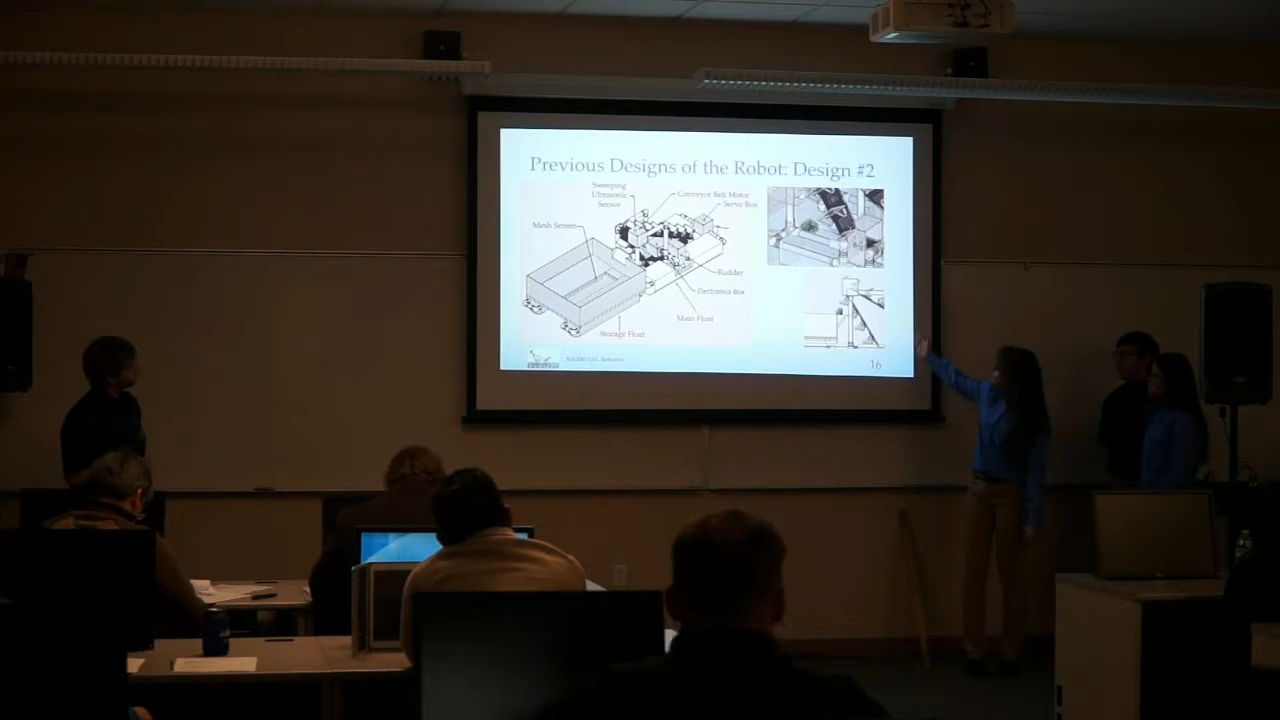 Previous Designs of the Robot: Design #2
Sweeping
Ultrasonic
Sensor
Conveyor Belt Motor
Servo Box
Mesh Screen
Rudder
Electronics Box
Main Float
Storage Float
Robotics
16